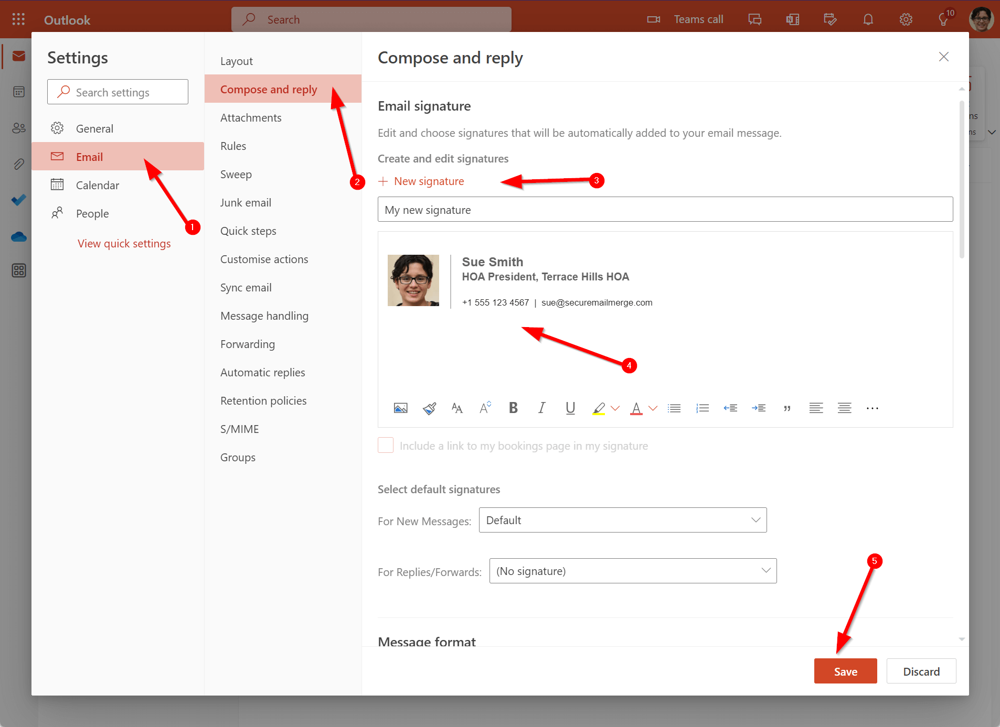 Outlook
Search
Teams call
10
Settings
Search settings
General
Email
Calendar
People
View quick settings
1
Layout
Compose and reply
Attachments
Rules
Sweep
Junk email
Quick steps
Customise actions
Sync email
Message handling
Forwarding
Automatic replies
Retention policies
S/MIME
Groups
2
Compose and reply
Email signature
Edit and choose signatures that will be automatically added to your email message.
Create and edit signatures
New signature
3
My new signature
Sue Smith
HOA President, Terrace Hills HOA
+1 555 123 4567 | sue@securemailmerge.com
4
Include a link to my bookings page in my signature
Select default signatures
For New Messages: Default
For Replies/Forwards: (No signature)
5
Message format
Save
Discard